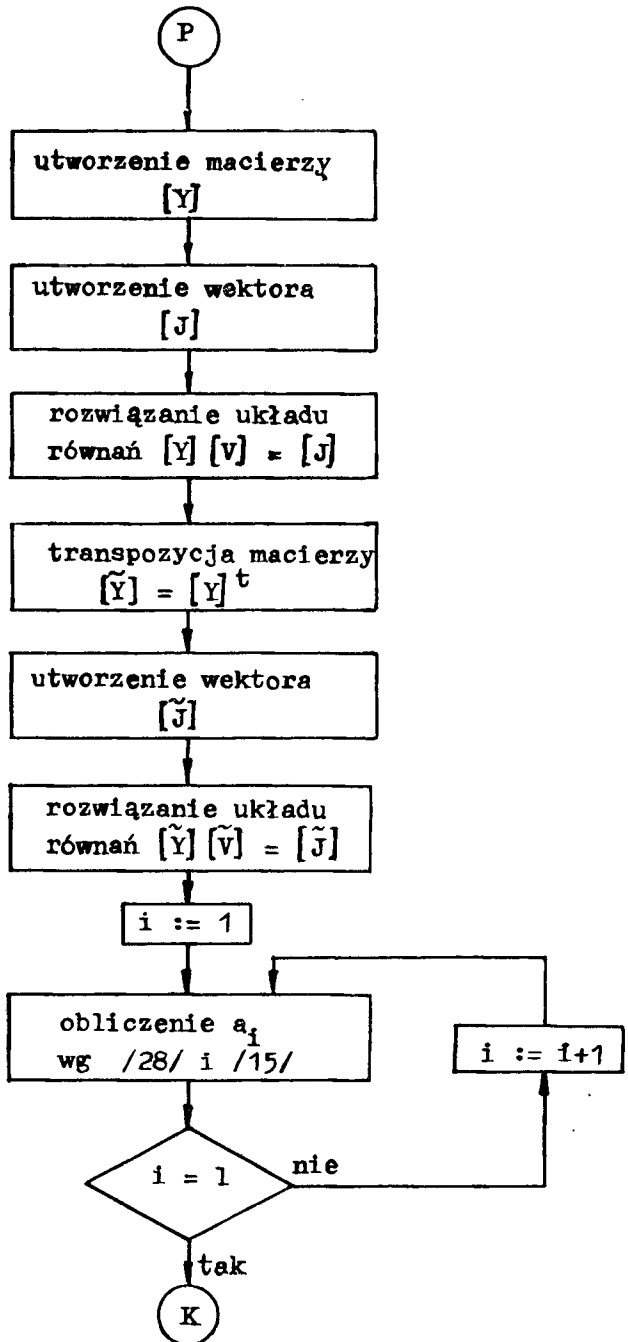 P
utworzenie macierzy
[Y]
utworzenie wektora
[J]
rozwiązanie układu
równań [Y] [V] = [J]
transpozycja macierzy
[Ỹ] = [Y]ᵗ
utworzenie wektora
[J̃]
rozwiązanie układu
równań [Ỹ] [Ṽ] = [J̃]
i := 1
obliczenie aᵢ
wg /28/ i /15/
i := i+1
i = l
nie
tak
K